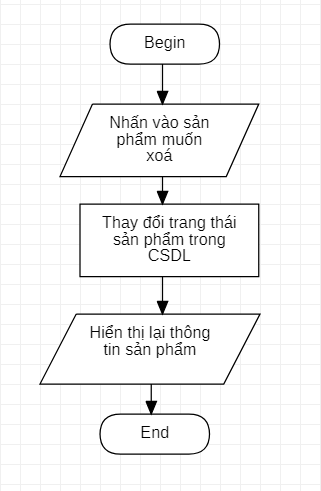 Begin
Nhấn vào sản
phẩm muốn
xoá
Thay đổi trang thái
sản phẩm trong
CSDL
Hiển thị lại thông
tin sản phẩm
End